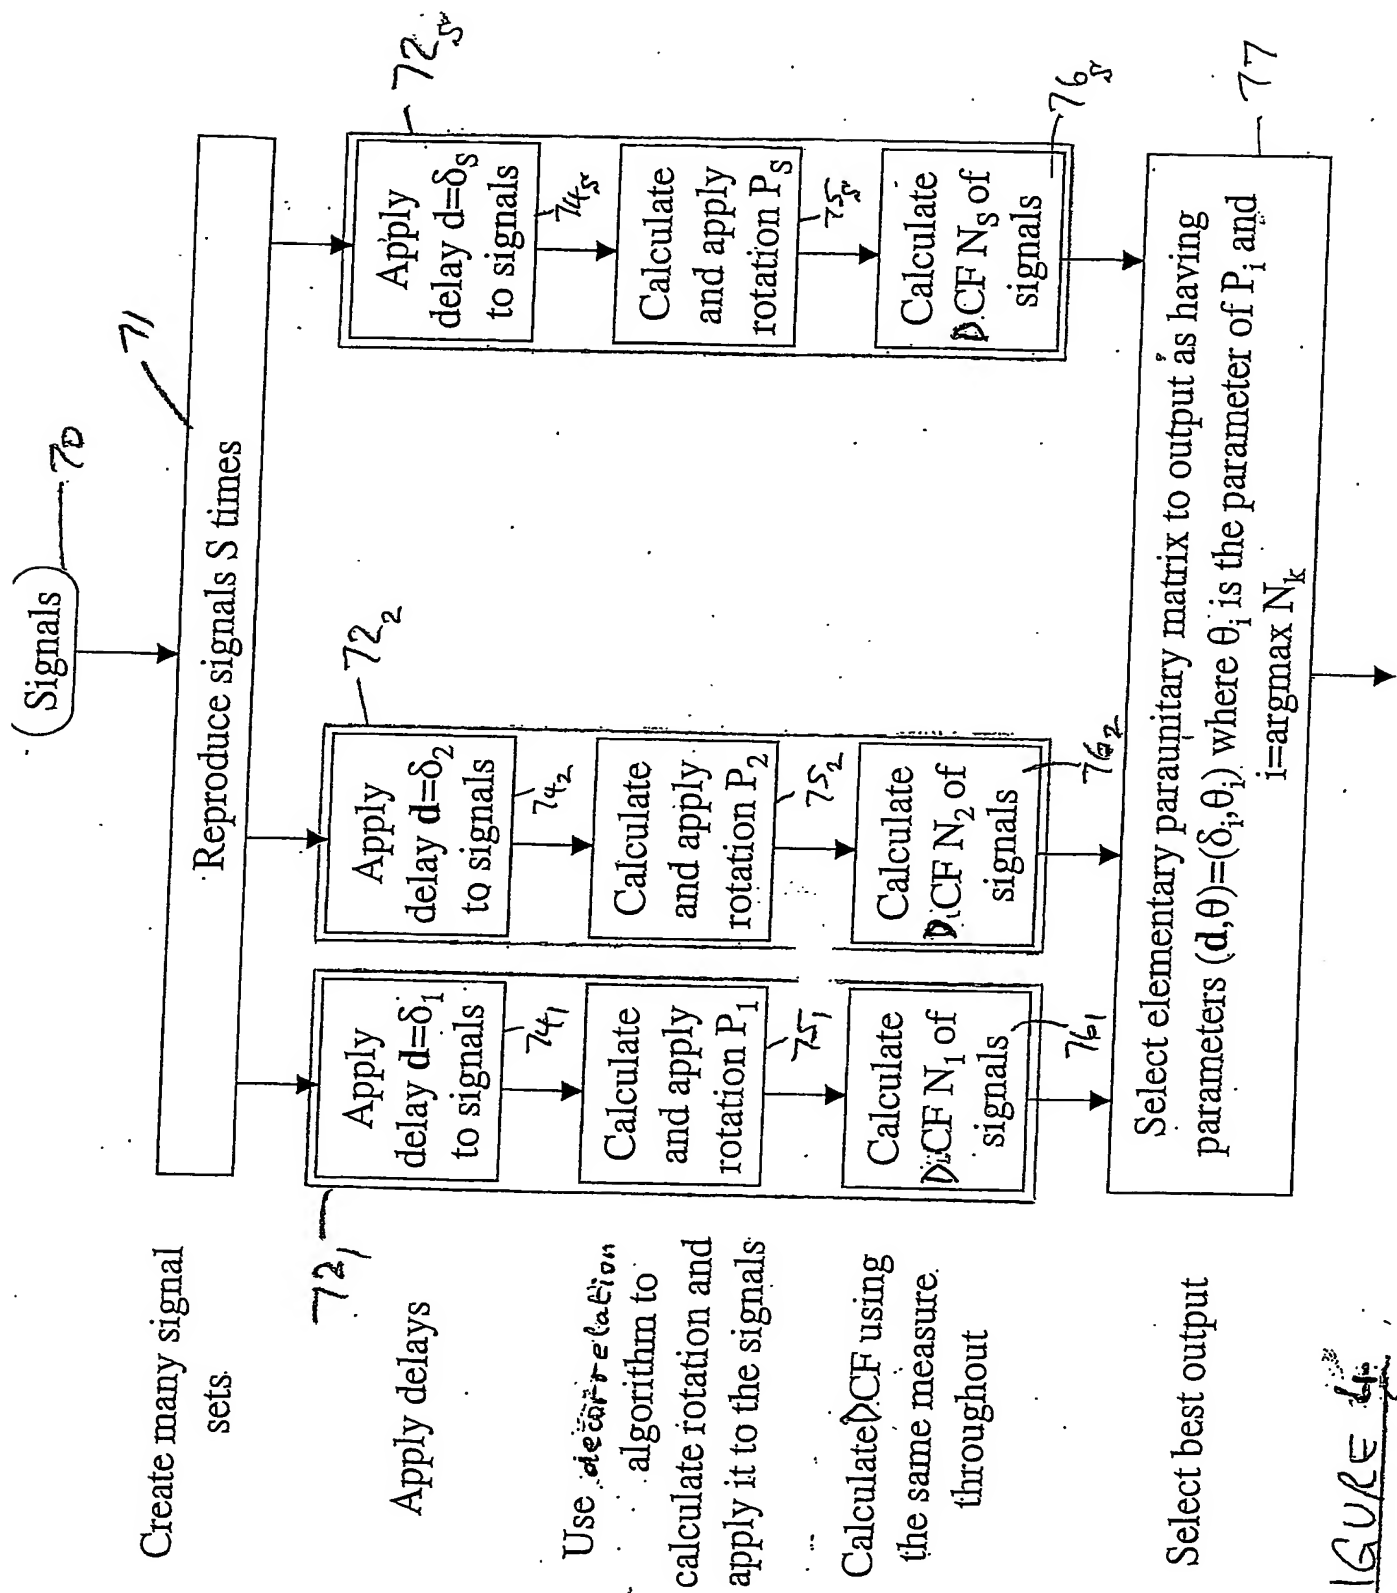 Signals
70
71
Reproduce signals S times
Create many signal
sets
72₁
72₂
72ₛ
Apply
delay d=δ₁
to signals
Apply
delay d=δ₂
to signals
Apply
delay d=δₛ
to signals
Apply delays
74₁
74₂
74ₛ
Calculate
and apply
rotation P₁
Calculate
and apply
rotation P₂
Calculate
and apply
rotation Pₛ
Use decorrelation
algorithm to
calculate rotation and
apply it to the signals
75₁
75₂
75ₛ
Calculate
DCF N₁ of
signals
Calculate
DCF N₂ of
signals
Calculate
DCF Nₛ of
signals
Calculate DCF using
the same measure
throughout
76₁
76₂
76ₛ
77
Select elementary paraunitary matrix to output as having
parameters (d,θ)=(δᵢ,θᵢ) where θᵢ is the parameter of Pᵢ and
i=argmax Nₖ
Select best output
IGURE 4